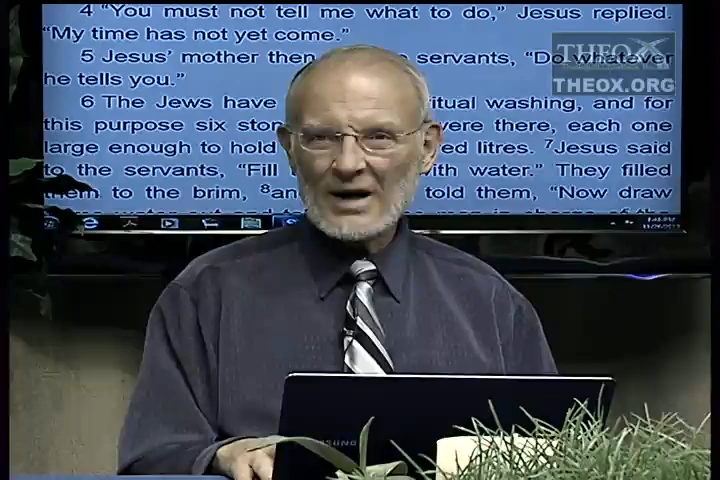 4 “You must not tell me what to do,” Jesus replied.
“My time has not yet come.”
5 Jesus’ mother then servants, “Do whatever
he tells you.”
6 The Jews have ritual washing, and for
this purpose six were there, each one
large enough to hold litres. 7Jesus said
to the servants, “Fill with water.” They filled
them to the brim, 8 told them, “Now draw
THEOX
THEOX.ORG
SUNG